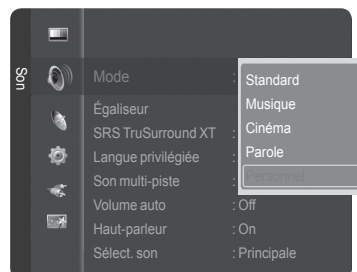 Son
Mode :
Standard
Musique
Cinéma
Parole
Personnel
Égaliseur
SRS TruSurround XT :
Langue privilégiée :
Son multi-piste :
Volume auto : Off
Haut-parleur : On
Sélect. son : Principale